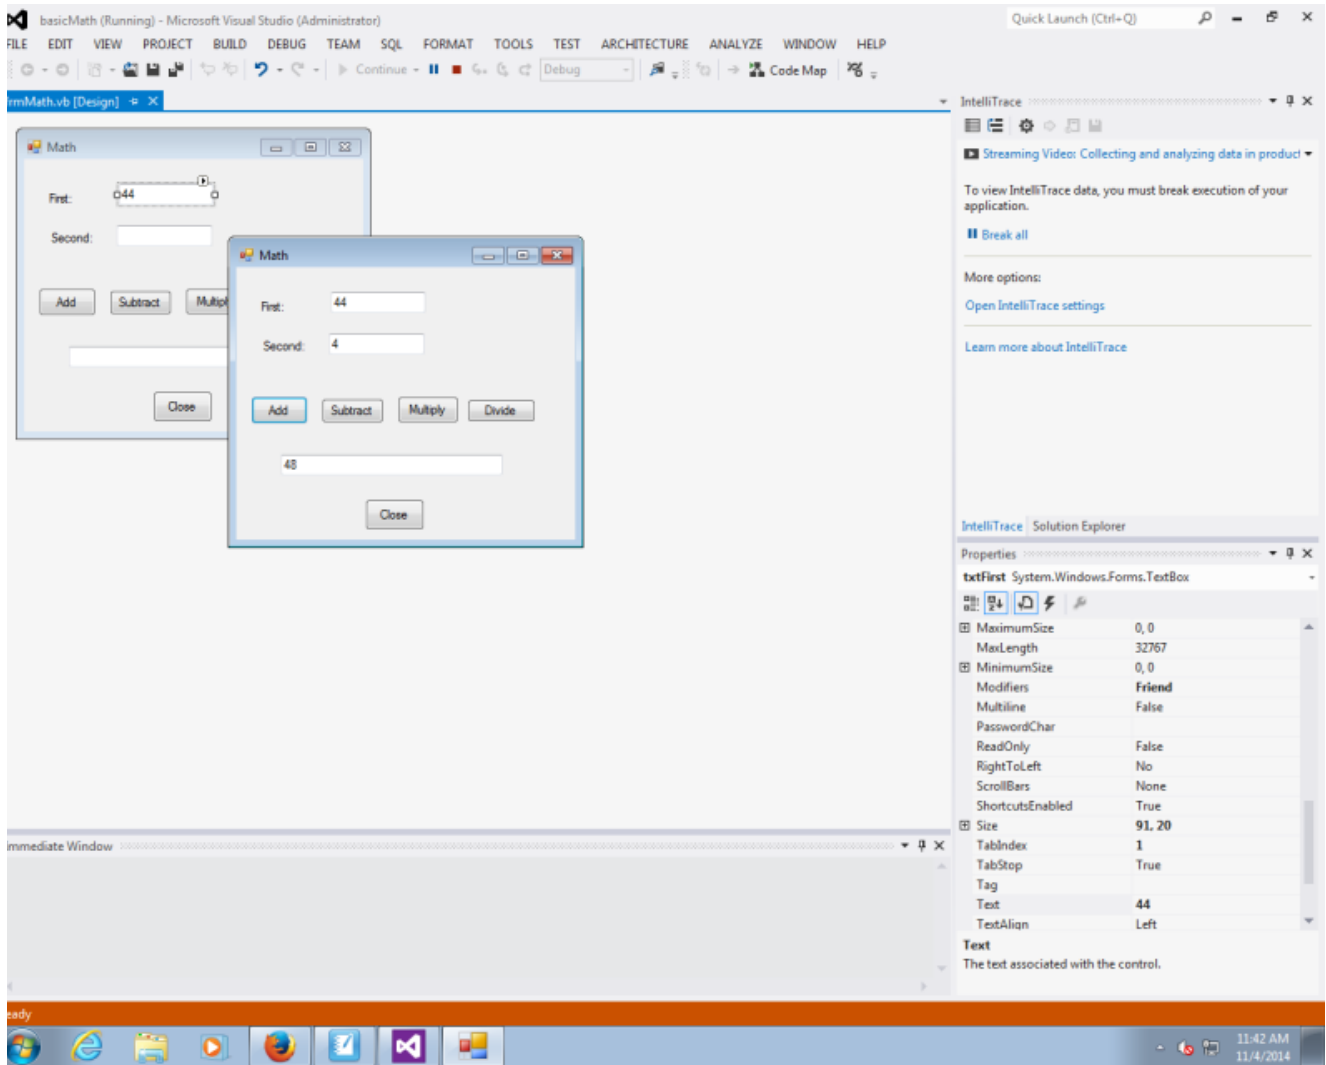 basicMath (Running) - Microsoft Visual Studio (Administrator)
Quick Launch (Ctrl+Q)
FILE EDIT VIEW PROJECT BUILD DEBUG TEAM SQL FORMAT TOOLS TEST ARCHITECTURE ANALYZE WINDOW HELP
Continue Debug Code Map
rmMath.vb [Design]
Math
First: 44
Second:
Add Subtract Multipl
Close
Math
First: 44
Second: 4
Add Subtract Multiply Divide
48
Close
IntelliTrace
Streaming Video: Collecting and analyzing data in product
To view IntelliTrace data, you must break execution of your
application.
Break all
More options:
Open IntelliTrace settings
Learn more about IntelliTrace
IntelliTrace Solution Explorer
Properties
txtFirst System.Windows.Forms.TextBox
MaximumSize 0, 0
MaxLength 32767
MinimumSize 0, 0
Modifiers Friend
Multiline False
PasswordChar
ReadOnly False
RightToLeft No
ScrollBars None
ShortcutsEnabled True
Size 91, 20
TabIndex 1
TabStop True
Tag
Text 44
TextAlign Left
Text
The text associated with the control.
mmediate Window
eady
11:42 AM
11/4/2014